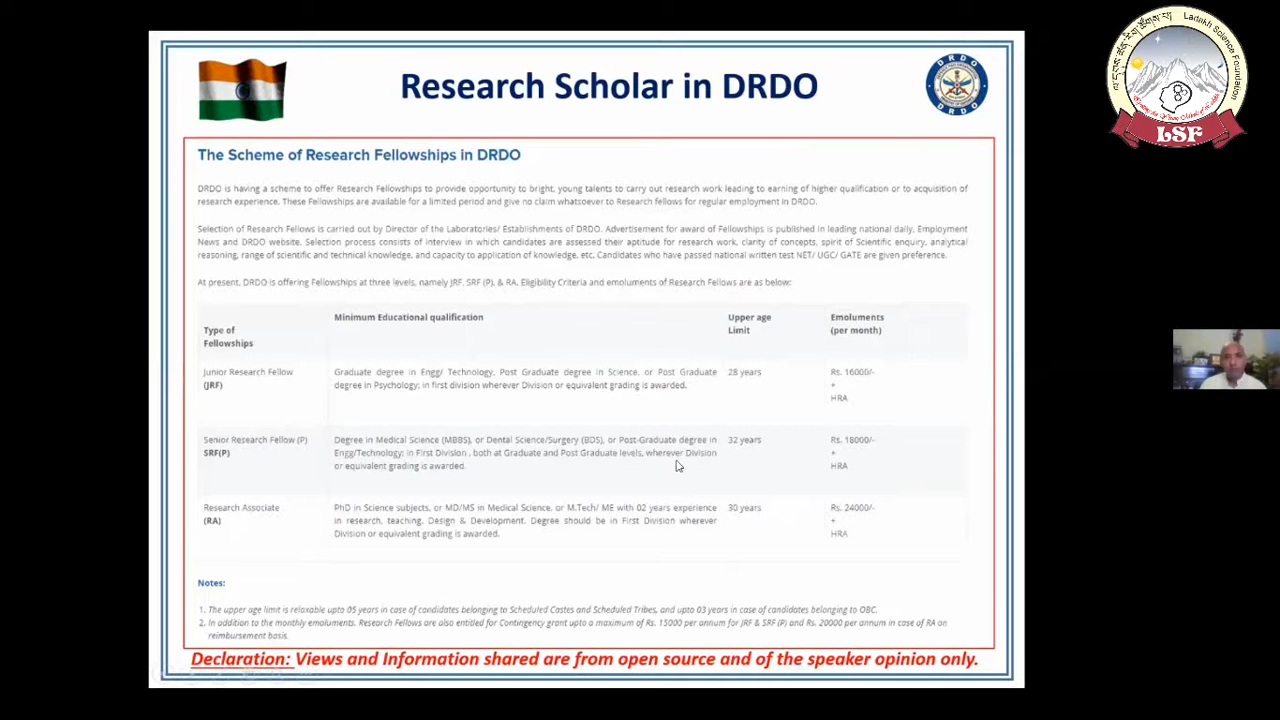 Research Scholar in DRDO
DRDO
DRDO
Ladakh Science Foundation
LSF
The Scheme of Research Fellowships in DRDO
DRDO is having a scheme to offer Research Fellowships to provide opportunity to bright, young talents to carry out research work leading to earning of higher qualification or to acquisition of
research experience. These Fellowships are available for a limited period and give no claim whatsoever to Research fellows for regular employment in DRDO.
Selection of Research Fellows is carried out by Director of the Laboratories/ Establishments of DRDO. Advertisement for award of Fellowships is published in leading national daily, Employment
News and DRDO website. Selection process consists of interview in which candidates are assessed their aptitude for research work, clarity of concepts, spirit of Scientific enquiry, analytical
reasoning, range of scientific and technical knowledge, and capacity to application of knowledge, etc. Candidates who have passed national written test NET/ UGC/ GATE are given preference.
At present, DRDO is offering Fellowships at three levels, namely JRF, SRF (P), & RA. Eligibility Criteria and emoluments of Research Fellows are as below:
Type of
Fellowships
Minimum Educational qualification
Upper age
Limit
Emoluments
(per month)
Junior Research Fellow
(JRF)
Graduate degree in Engg/ Technology, Post Graduate degree in Science, or Post Graduate
degree in Psychology; in first division wherever Division or equivalent grading is awarded.
28 years
Rs. 16000/-
+
HRA
Senior Research Fellow (P)
SRF(P)
Degree in Medical Science (MBBS), or Dental Science/Surgery (BDS), or Post-Graduate degree in
Engg/Technology; in First Division , both at Graduate and Post Graduate levels, wherever Division
or equivalent grading is awarded.
32 years
Rs. 18000/-
+
HRA
Research Associate
(RA)
PhD in Science subjects, or MD/MS in Medical Science, or M.Tech/ ME with 02 years experience
in research, teaching, Design & Development. Degree should be in First Division wherever
Division or equivalent grading is awarded.
30 years
Rs. 24000/-
+
HRA
Notes:
1. The upper age limit is relaxable upto 05 years in case of candidates belonging to Scheduled Castes and Scheduled Tribes, and upto 03 years in case of candidates belonging to OBC.
2. In addition to the monthly emoluments, Research Fellows are also entitled for Contingency grant upto a maximum of Rs. 15000 per annum for JRF & SRF (P) and Rs. 20000 per annum in case of RA on
reimbursement basis.
Declaration: Views and Information shared are from open source and of the speaker opinion only.